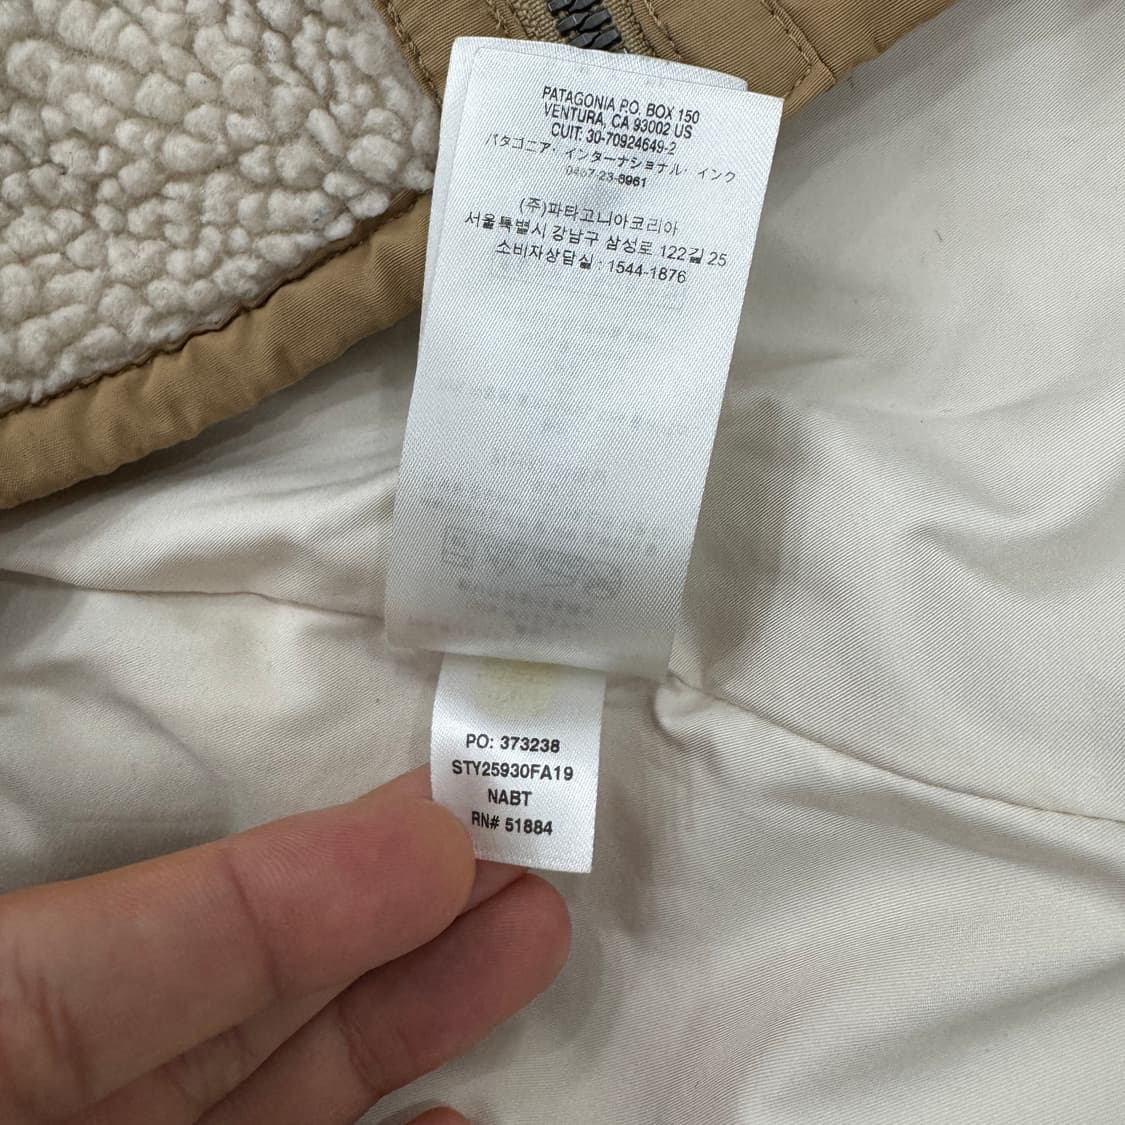 PATAGONIA P.O. BOX 150
VENTURA, CA 93002 US
CUIT: 30-70924649-2
パタゴニア・インターナショナル・インク
0467-23-8961
(주)파타고니아코리아
서울특별시 강남구 삼성로 122길 25
소비자상담실 : 1544-1876
PO: 373238
STY25930FA19
NABT
RN# 51884